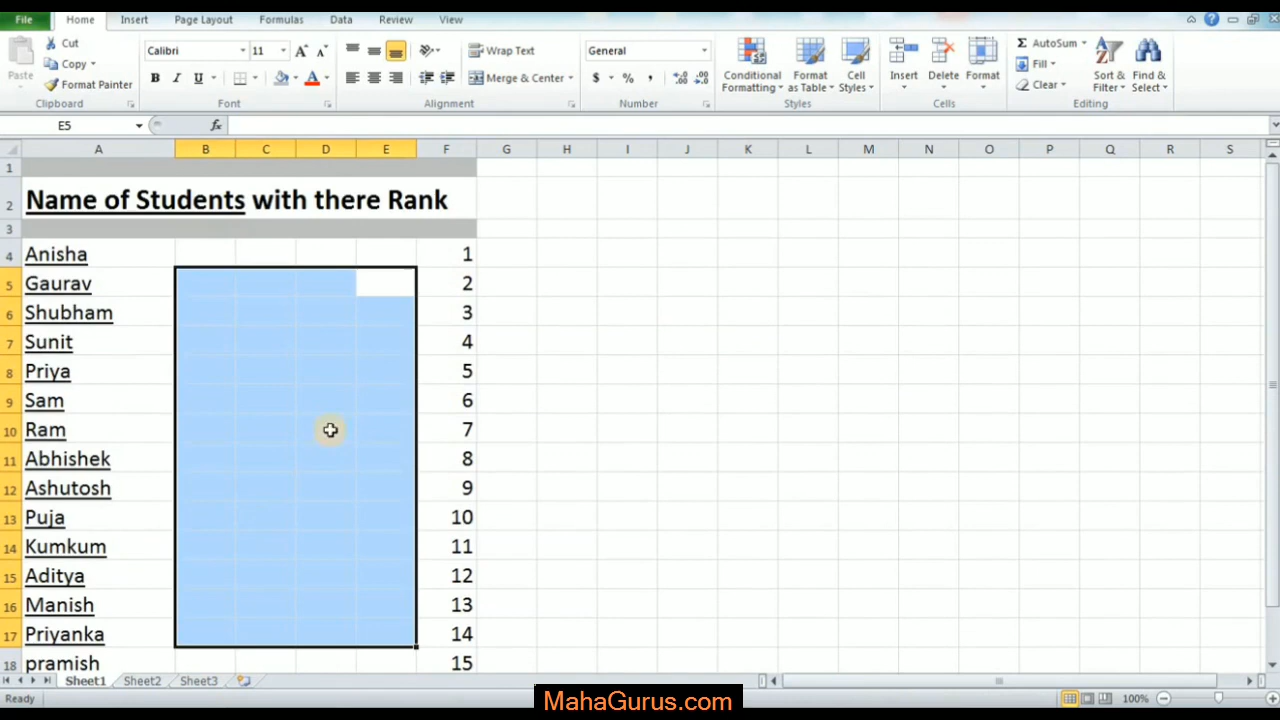 File Home Insert Page Layout Formulas Data Review View
Cut Calibri 11 A A Wrap Text General AutoSum
Paste Copy B I U A Merge & Center $ % , Conditional Formatting Format as Table Cell Styles Insert Delete Format Fill Sort & Filter Find & Select
Format Painter Clear
Clipboard Font Alignment Number Styles Cells Editing
E5 fx
A B C D E F G H I J K L M N O P Q R S
1
2 Name of Students with there Rank
3
4 Anisha 1
5 Gaurav 2
6 Shubham 3
7 Sunit 4
8 Priya 5
9 Sam 6
10 Ram 7
11 Abhishek 8
12 Ashutosh 9
13 Puja 10
14 Kumkum 11
15 Aditya 12
16 Manish 13
17 Priyanka 14
18 pramish 15
Sheet1 Sheet2 Sheet3
Ready MahaGurus.com 100%